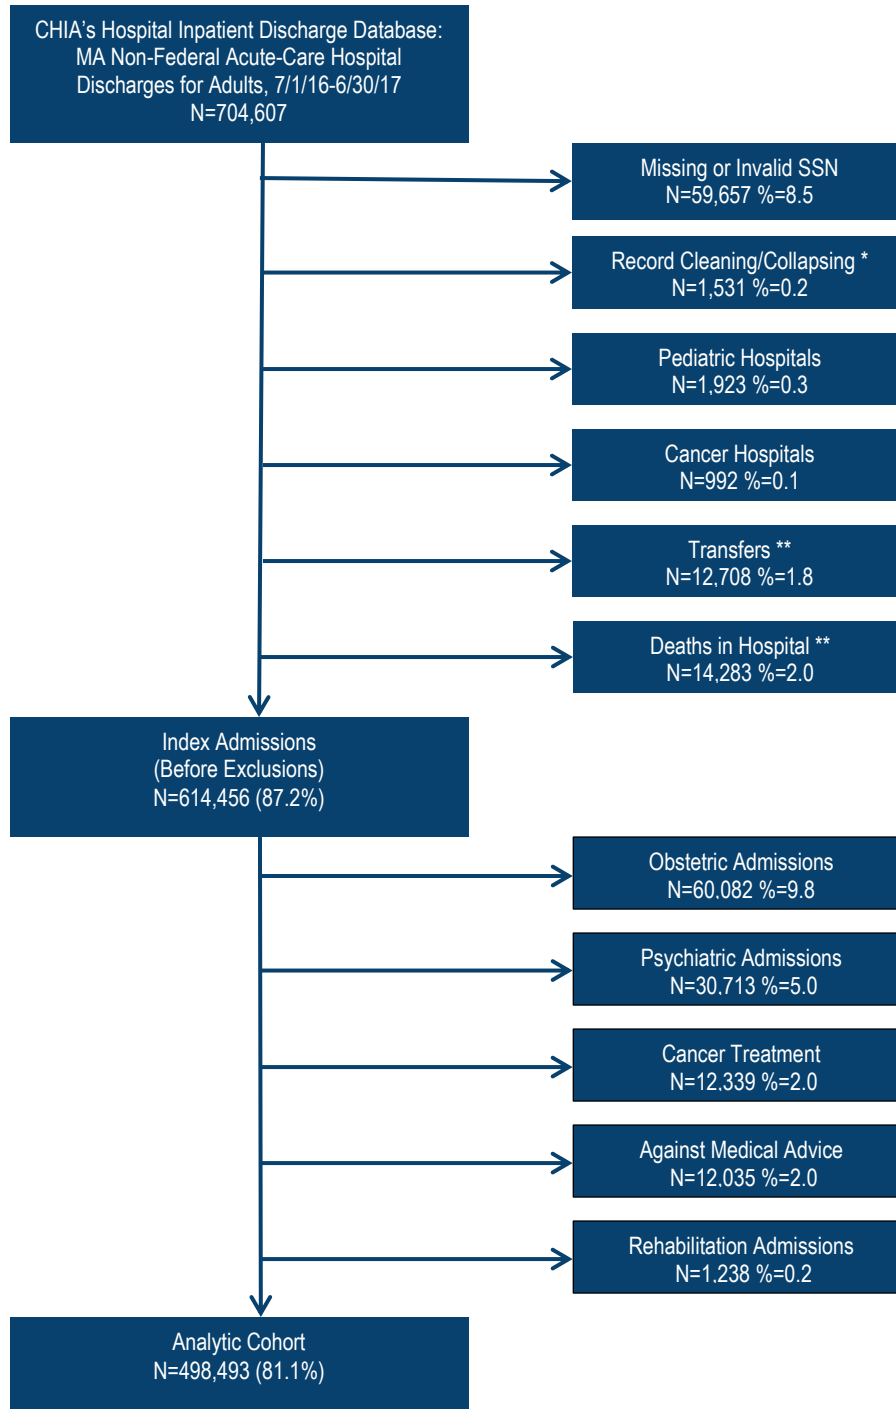 CHIA's Hospital Inpatient Discharge Database:
MA Non-Federal Acute-Care Hospital
Discharges for Adults, 7/1/16-6/30/17
N=704,607
Missing or Invalid SSN
N=59,657 %=8.5
Record Cleaning/Collapsing *
N=1,531 %=0.2
Pediatric Hospitals
N=1,923 %=0.3
Cancer Hospitals
N=992 %=0.1
Transfers **
N=12,708 %=1.8
Deaths in Hospital **
N=14,283 %=2.0
Index Admissions
(Before Exclusions)
N=614,456 (87.2%)
Obstetric Admissions
N=60,082 %=9.8
Psychiatric Admissions
N=30,713 %=5.0
Cancer Treatment
N=12,339 %=2.0
Against Medical Advice
N=12,035 %=2.0
Rehabilitation Admissions
N=1,238 %=0.2
Analytic Cohort
N=498,493 (81.1%)